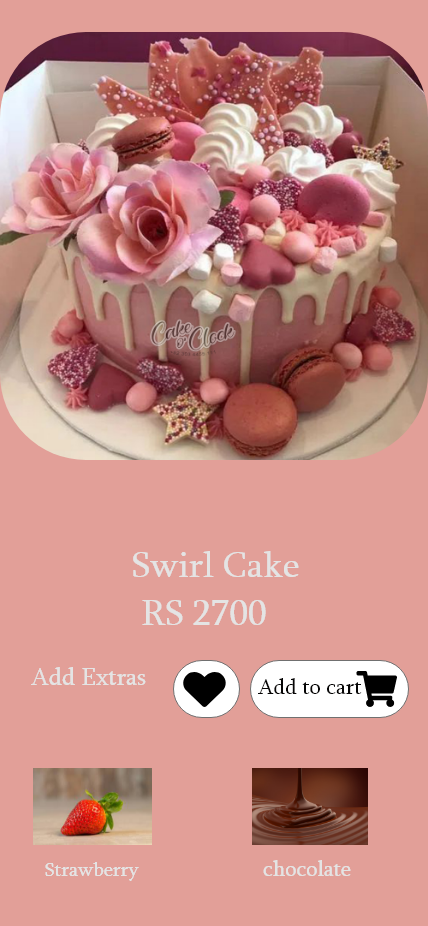 Cake
O'Clock
Swirl Cake
RS 2700
Add Extras
Add to cart
Strawberry
chocolate